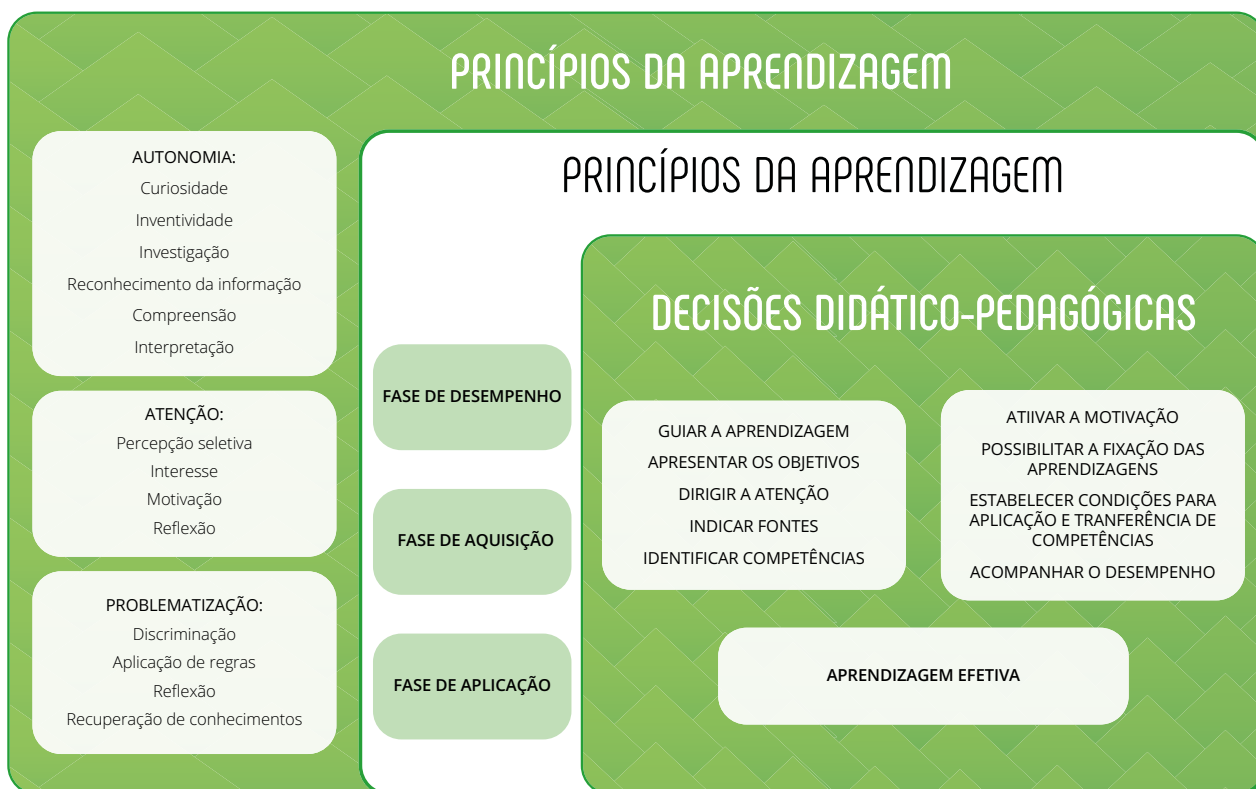 PRINCÍPIOS DA APRENDIZAGEM
AUTONOMIA:
Curiosidade
Inventividade
Investigação
Reconhecimento da informação
Compreensão
Interpretação
ATENÇÃO:
Percepção seletiva
Interesse
Motivação
Reflexão
PROBLEMATIZAÇÃO:
Discriminação
Aplicação de regras
Reflexão
Recuperação de conhecimentos
PRINCÍPIOS DA APRENDIZAGEM
FASE DE DESEMPENHO
FASE DE AQUISIÇÃO
FASE DE APLICAÇÃO
DECISÕES DIDÁTICO-PEDAGÓGICAS
GUIAR A APRENDIZAGEM
APRESENTAR OS OBJETIVOS
DIRIGIR A ATENÇÃO
INDICAR FONTES
IDENTIFICAR COMPETÊNCIAS
ATIIVAR A MOTIVAÇÃO
POSSIBILITAR A FIXAÇÃO DAS
APRENDIZAGENS
ESTABELECER CONDIÇÕES PARA
APLICAÇÃO E TRANFERÊNCIA DE
COMPETÊNCIAS
ACOMPANHAR O DESEMPENHO
APRENDIZAGEM EFETIVA